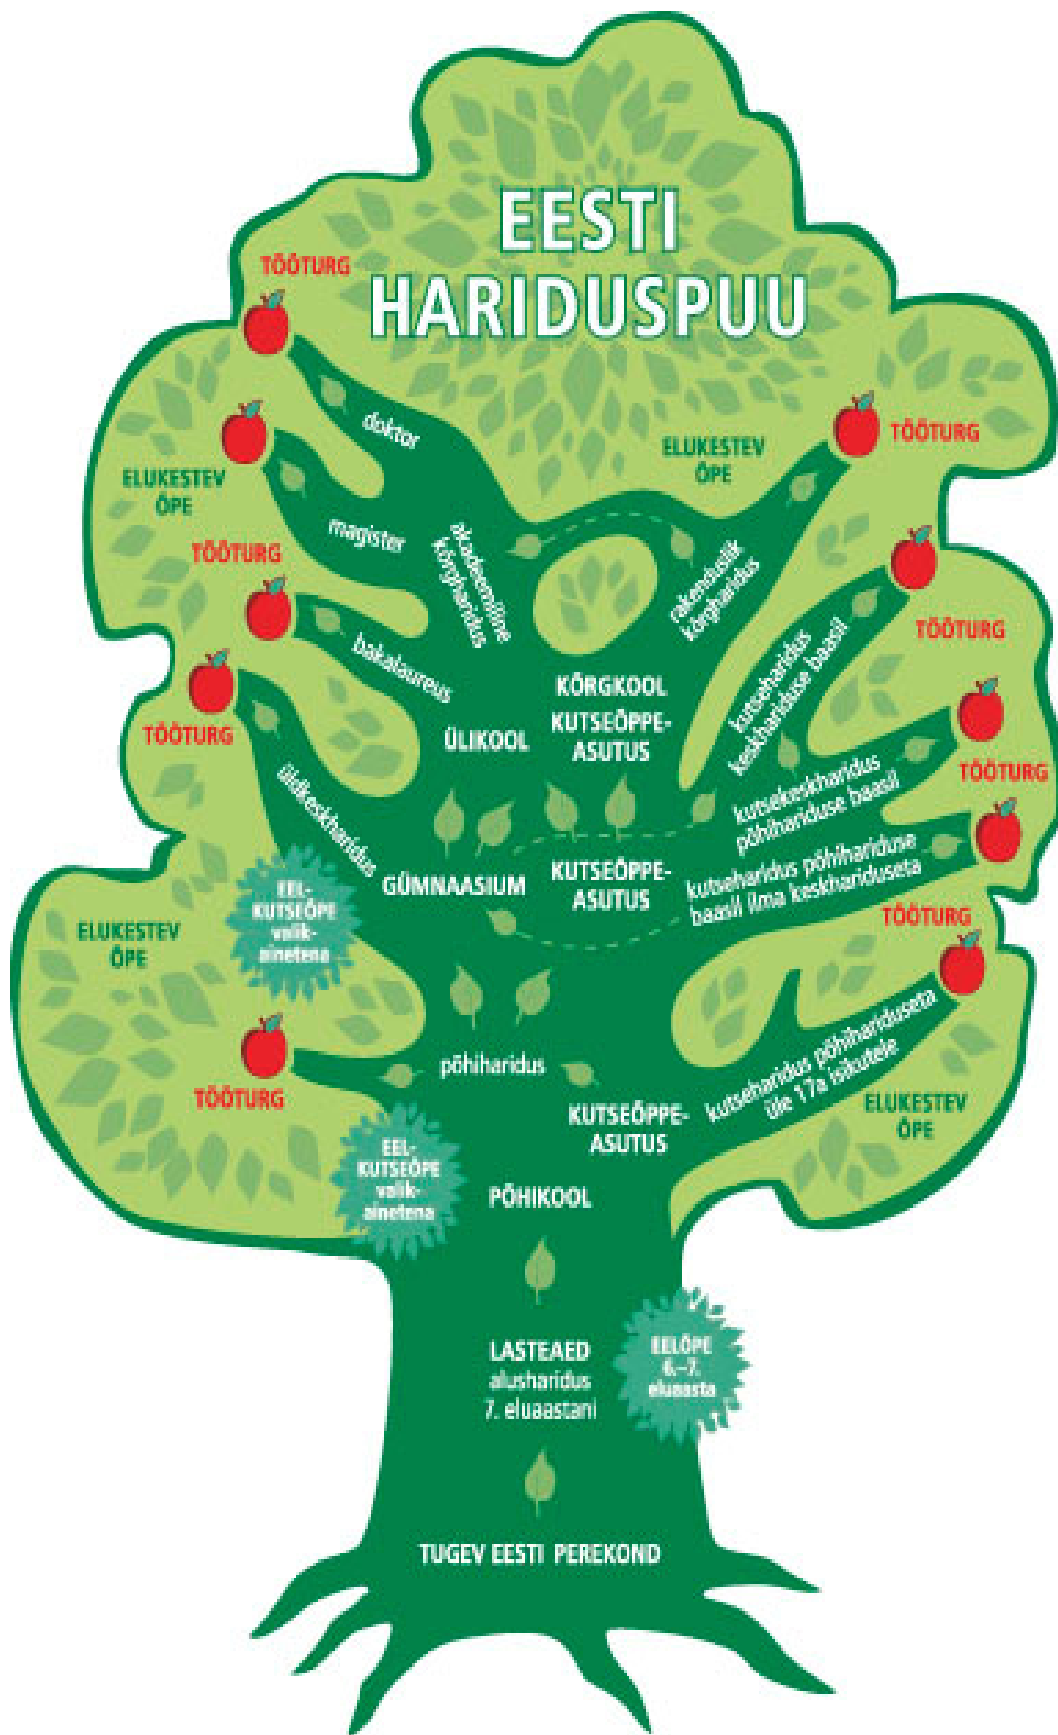 EESTI
HARIDUSPUU
TÖÖTURG
doktor
TÖÖTURG
ELUKESTEV
ÕPE
ELUKESTEV
ÕPE
magister
akadeemiline
kõrgharidus
rakenduslik
kõrgharidus
TÖÖTURG
bakalaureus
TÖÖTURG
kutseharidus
keskhariduse baasil
KÕRGKOOL
KUTSEÕPPE-
ASUTUS
ÜLIKOOL
TÖÖTURG
üldkeskharidus
kutsekeskharidus
põhihariduse baasil
TÖÖTURG
GÜMNAASIUM
KUTSEÕPPE-
ASUTUS
kutseharidus põhihariduse
baasil ilma keskhariduseta
TÖÖTURG
EEL-
KUTSEÕPE
valik-
ainetena
ELUKESTEV
ÕPE
põhiharidus
TÖÖTURG
KUTSEÕPPE-
ASUTUS
kutseharidus põhihariduseta
üle 17a isikutele
ELUKESTEV
ÕPE
EEL-
KUTSEÕPE
valik-
ainetena
PÕHIKOOL
LASTEAED
alusharidus
7. eluaastani
EELÕPE
6.–7.
eluaasta
TUGEV EESTI PEREKOND